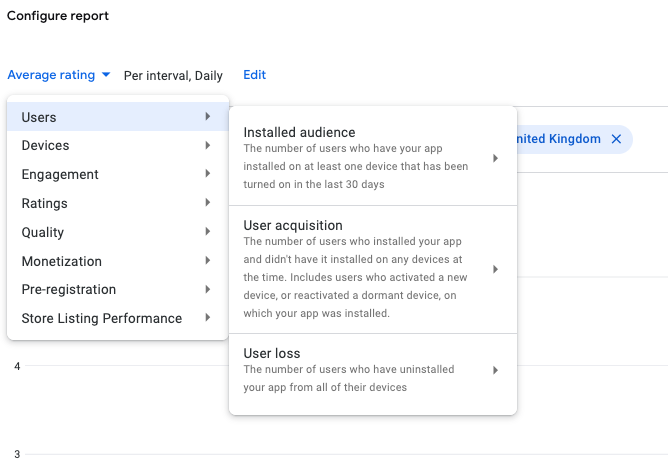 Configure report
Average rating Per interval, Daily Edit
Users
Devices
Engagement
Ratings
Quality
Monetization
Pre-registration
Store Listing Performance
Installed audience
The number of users who have your app
installed on at least one device that has been
turned on in the last 30 days
User acquisition
The number of users who installed your app
and didn't have it installed on any devices at
the time. Includes users who activated a new
device, or reactivated a dormant device, on
which your app was installed.
User loss
The number of users who have uninstalled
your app from all of their devices
nited Kingdom
4
3